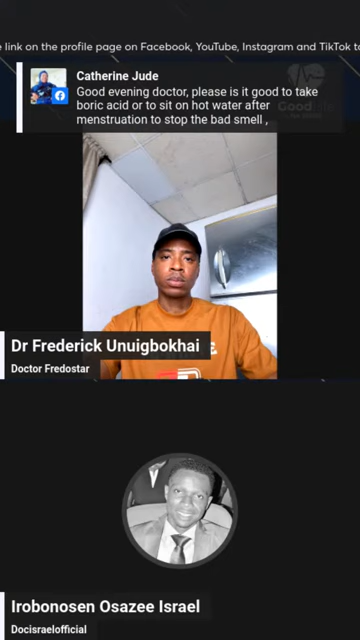 e link on the profile page on Facebook, YouTube, Instagram and TikTok to
Catherine Jude
Good evening doctor, please is it good to take
boric acid or to sit on hot water after
menstruation to stop the bad smell ,
Good
Dr Frederick Unuigbokhai
Doctor Fredostar
Irobonosen Osazee Israel
Docisraelofficial